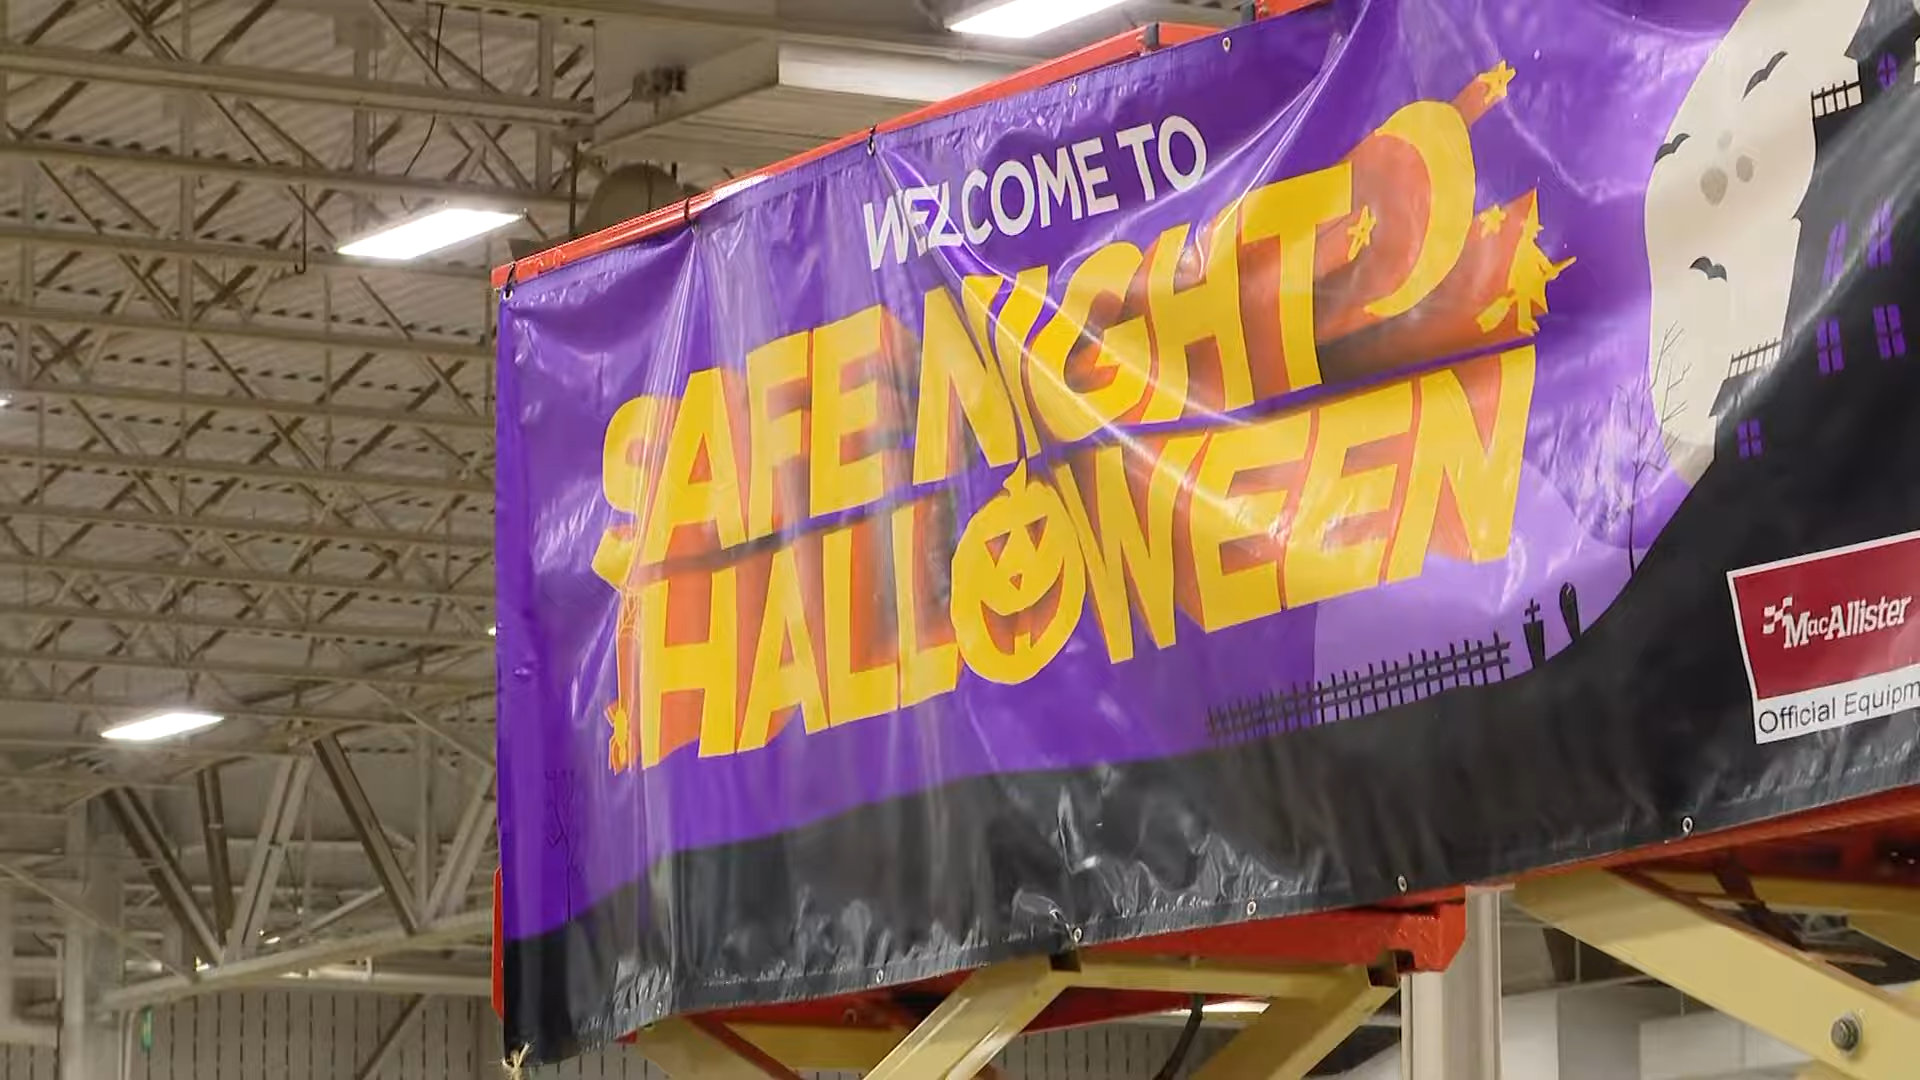 WELCOME TO
SAFE NIGHT
HALLOWEEN
MacAllister
Official Equipm